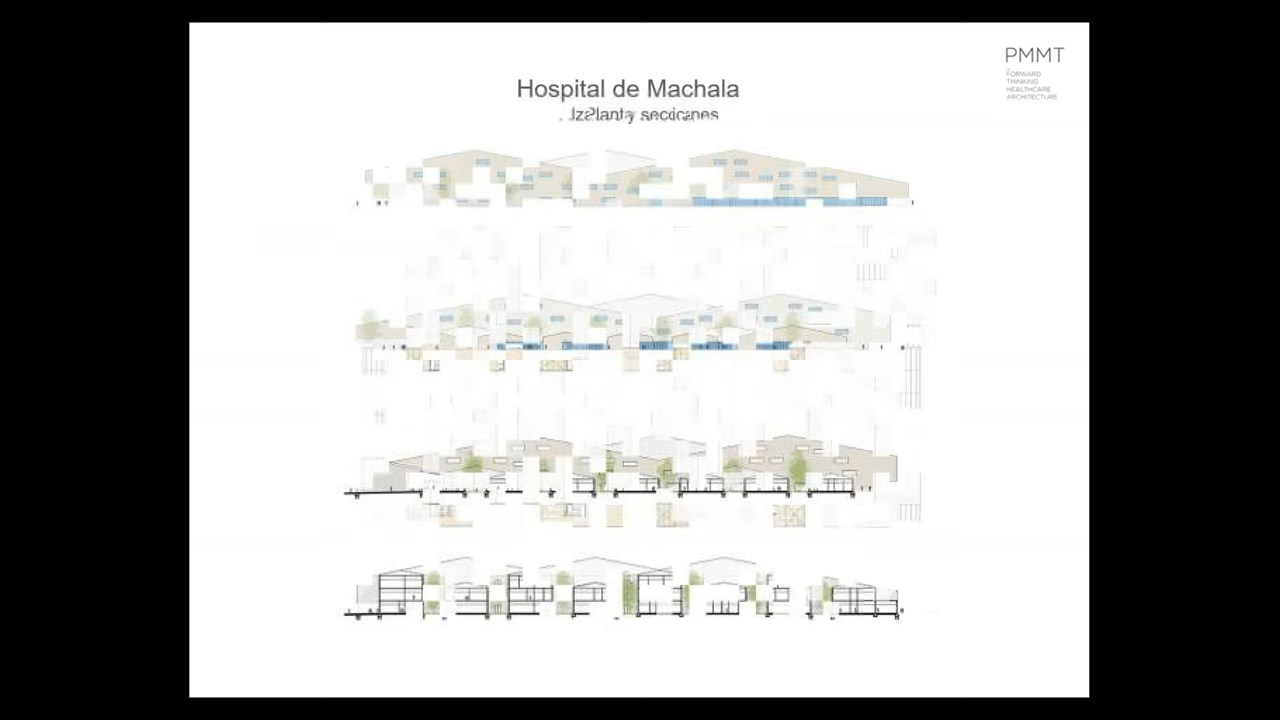 PMMT
FORWARD
THINKING
HEALTHCARE
ARCHITECTURE
Hospital de Machala